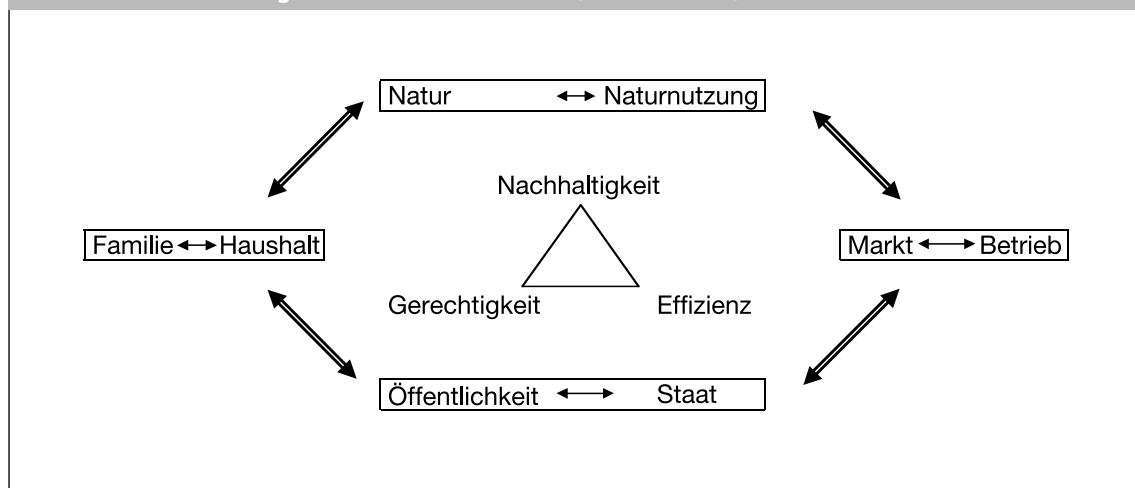 Natur ↔ Naturnutzung
Nachhaltigkeit
Familie ↔ Haushalt
Markt ↔ Betrieb
Gerechtigkeit
Effizienz
Öffentlichkeit ↔ Staat